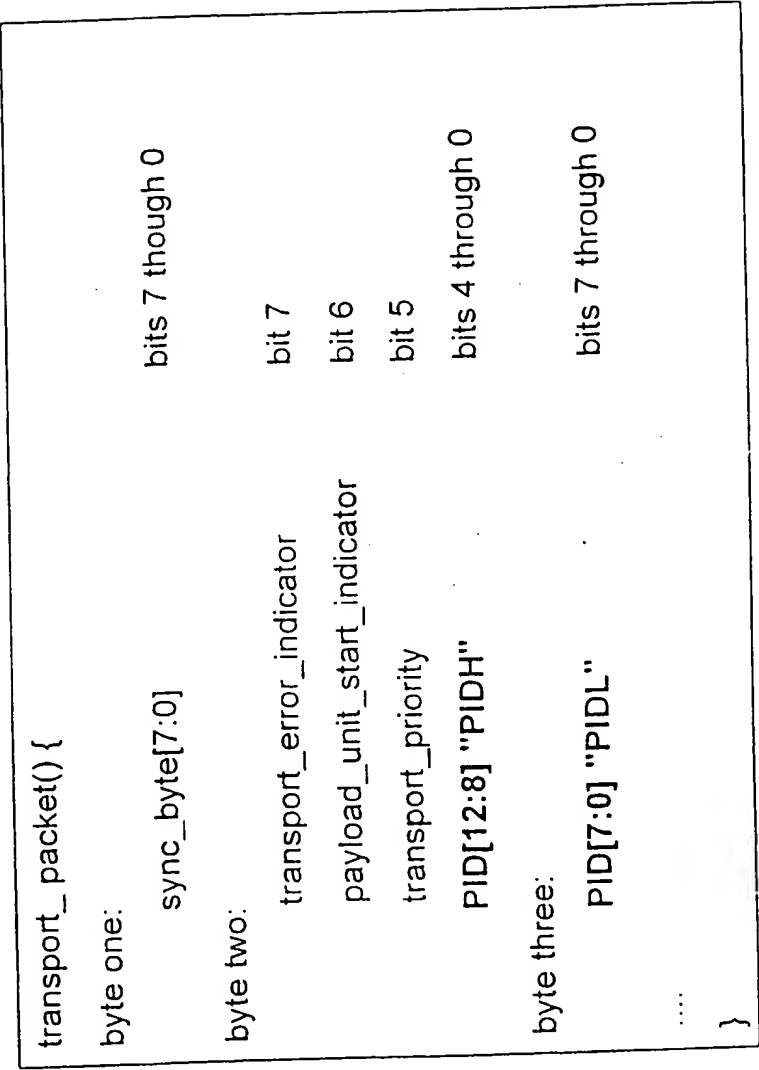 transport_ packet() {
byte one:
sync_byte[7:0] bits 7 though 0
byte two:
transport_error_indicator bit 7
payload_unit_start_indicator bit 6
transport_priority bit 5
PID[12:8] "PIDH" bits 4 through 0
byte three:
PID[7:0] "PIDL" bits 7 through 0
....
}